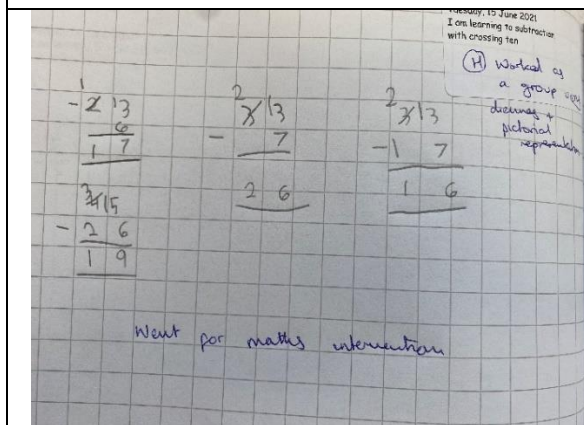 Tuesday, 15 June 2021
I am learning to subtraction
with crossing ten
(H) Worked as
a group
dienes +
pictorial
representation
1
- 2 13
6
1 7
2
3 13
- 7
2 6
2
3 13
- 1 7
1 6
3
4 15
- 2 6
1 9
Went for maths intervention